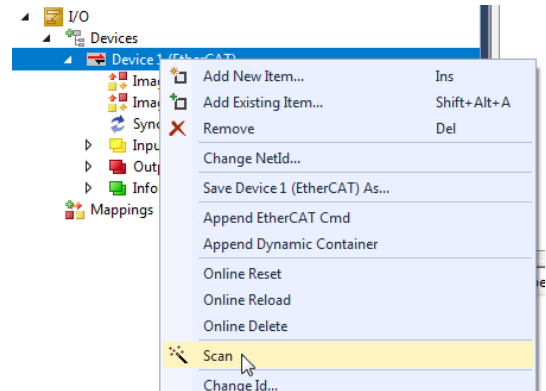 I/O
Devices
Device 1 (EtherCAT)
Add New Item... Ins
Add Existing Item... Shift+Alt+A
Remove Del
Change NetId...
Save Device 1 (EtherCAT) As...
Append EtherCAT Cmd
Append Dynamic Container
Online Reset
Online Reload
Online Delete
Scan
Change Id...
Mappings